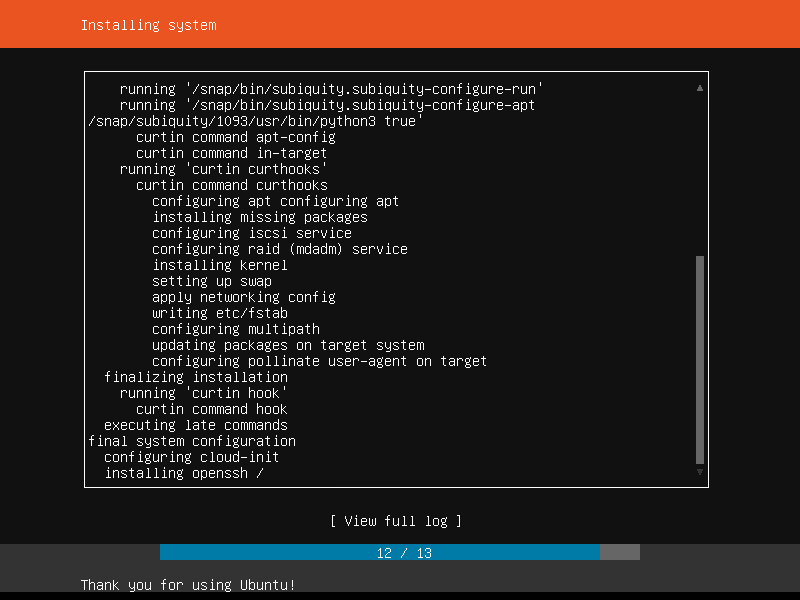 Installing system
running '/snap/bin/subiquity.subiquity-configure-run'
running '/snap/bin/subiquity.subiquity-configure-apt
/snap/subiquity/1093/usr/bin/python3 true'
curtin command apt-config
curtin command in-target
running 'curtin curthooks'
curtin command curthooks
configuring apt configuring apt
installing missing packages
configuring iscsi service
configuring raid (mdadm) service
installing kernel
setting up swap
apply networking config
writing etc/fstab
configuring multipath
updating packages on target system
configuring pollinate user-agent on target
finalizing installation
running 'curtin hook'
curtin command hook
executing late commands
final system configuration
configuring cloud-init
installing openssh /
[ View full log ]
12 / 13
Thank you for using Ubuntu!